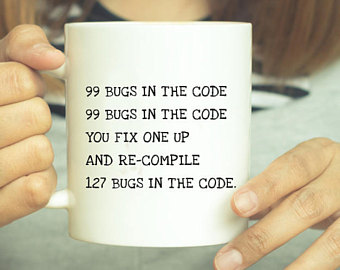 99 BUGS IN THE CODE
99 BUGS IN THE CODE
YOU FIX ONE UP
AND RE-COMPILE
127 BUGS IN THE CODE.